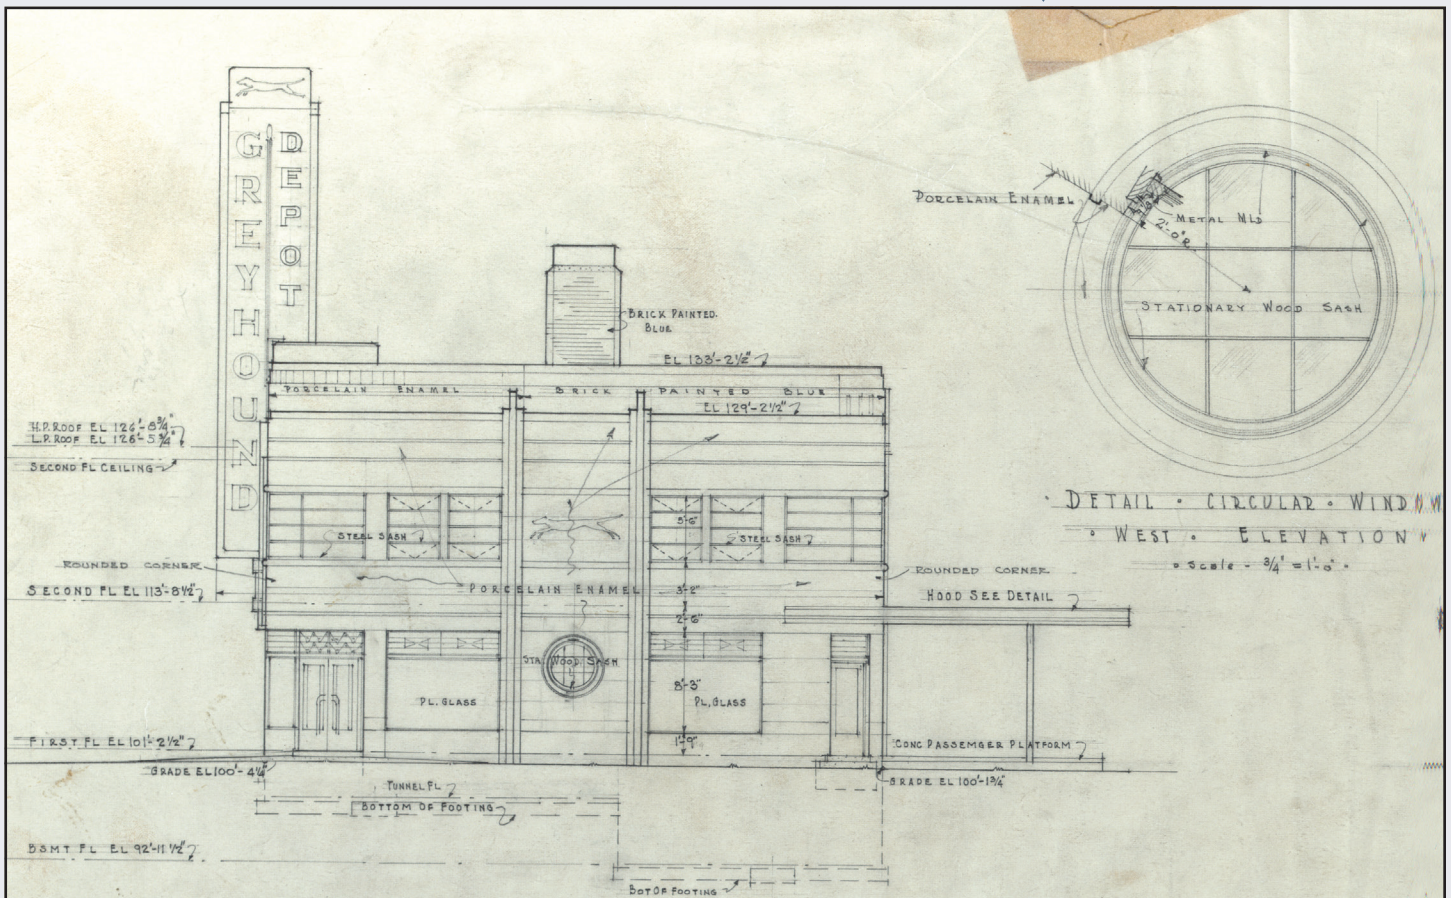 GREYHOUND
DEPOT
PORCELAIN ENAMEL
METAL MLD
2'-0"R.
STATIONARY WOOD SASH
BRICK PAINTED
BLUE
EL 133'-2½"
PORCELAIN ENAMEL
BRICK PAINTED BLUE
EL 129'-2½"
H.P. ROOF EL 126'-8¾"
L.P. ROOF EL 126'-5¾"
SECOND FL CEILING
DETAIL · CIRCULAR · WINDOW
· WEST · ELEVATION
· Scale - ¾" = 1'-0" ·
5'-6"
STEEL SASH
STEEL SASH
ROUNDED CORNER
ROUNDED CORNER
SECOND FL EL 113'-8½"
PORCELAIN ENAMEL
3'-2"
HOOD SEE DETAIL
2'-6"
STA. WOOD SASH
8'-3"
PL. GLASS
PL. GLASS
FIRST FL EL 101'-2½"
1'-9"
CONC PASSEMGER PLATFORM
GRADE EL 100'-4¼"
GRADE EL 100'-1¾"
TUNNEL FL
BOTTOM OF FOOTING
BSMT FL EL 92'-11½"
BOT OF FOOTING